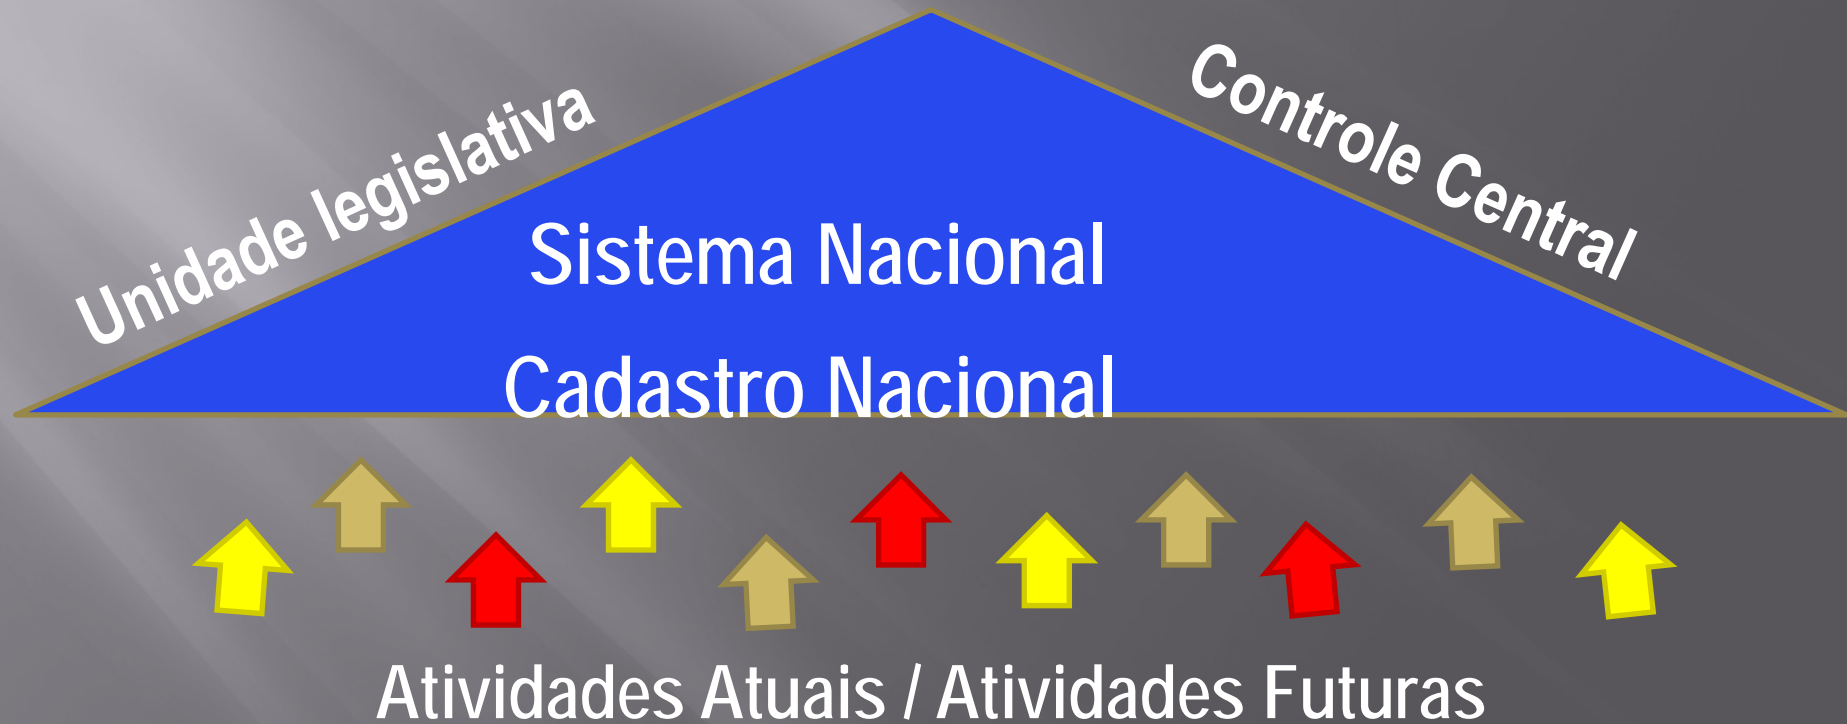 Unidade legislativa
Controle Central
Sistema Nacional
Cadastro Nacional
Atividades Atuais / Atividades Futuras